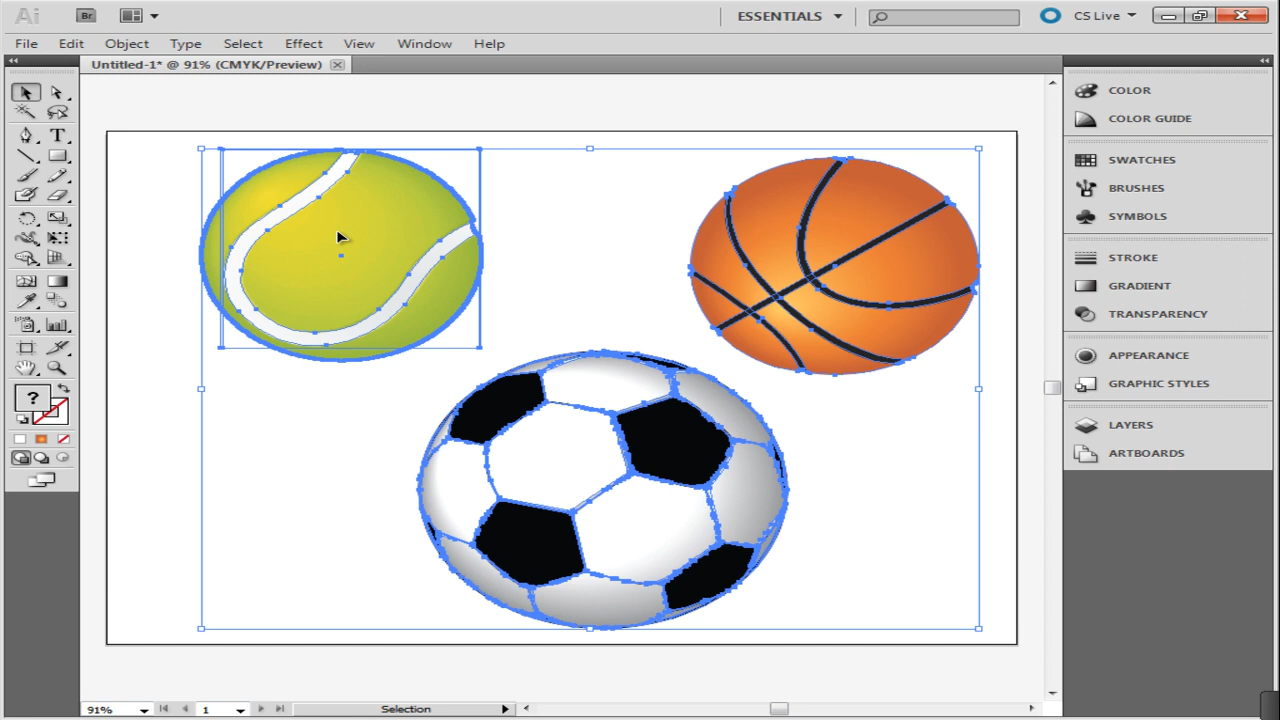 Ai Br ESSENTIALS CS Live
File Edit Object Type Select Effect View Window Help
Untitled-1* @ 91% (CMYK/Preview)
T
?
COLOR
COLOR GUIDE
SWATCHES
BRUSHES
SYMBOLS
STROKE
GRADIENT
TRANSPARENCY
APPEARANCE
GRAPHIC STYLES
LAYERS
ARTBOARDS
91% 1 Selection